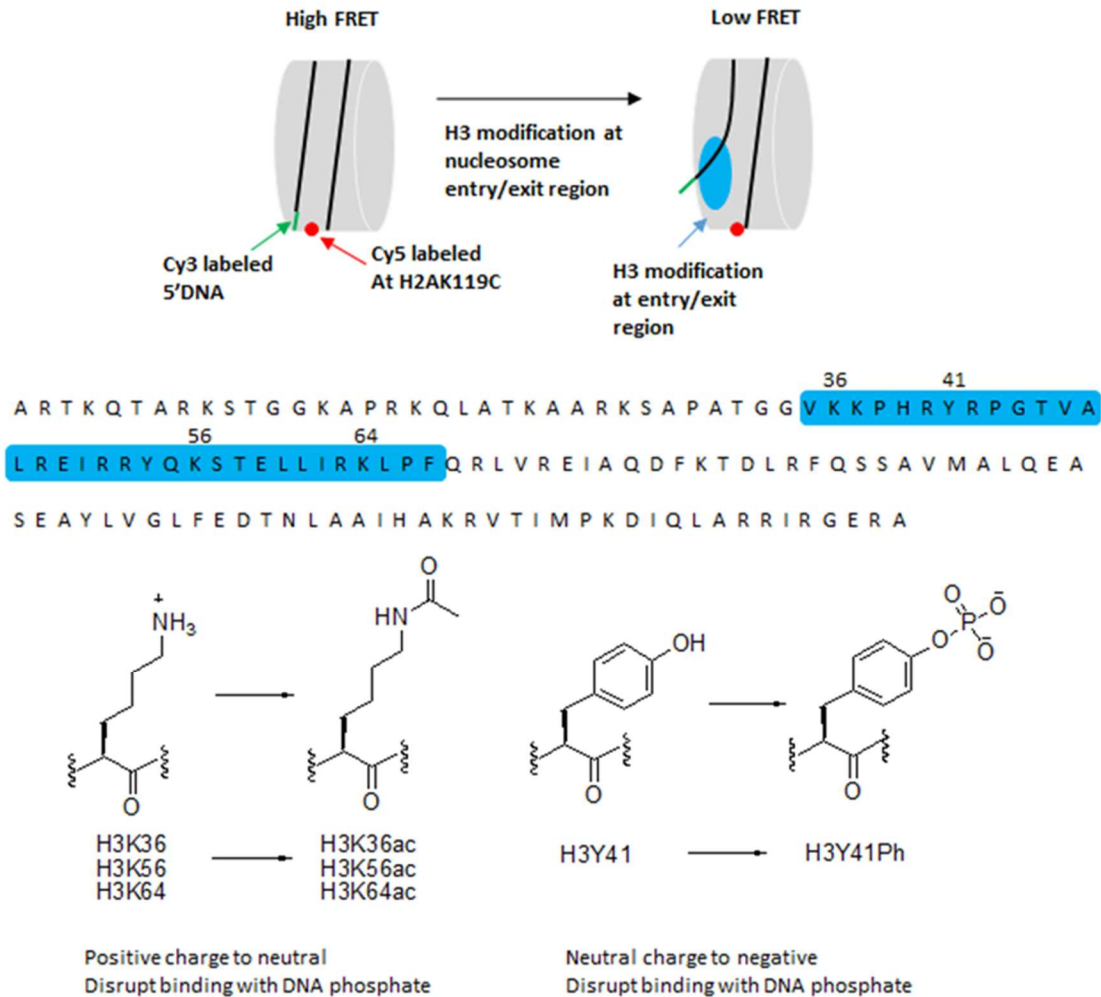 High FRET
Low FRET
H3 modification at
nucleosome
entry/exit region
Cy3 labeled
5'DNA
Cy5 labeled
At H2AK119C
H3 modification
at entry/exit
region
36 41
A R T K Q T A R K S T G G K A P R K Q L A T K A A R K S A P A T G G V K K P H R Y R P G T V A
56 64
L R E I R R Y Q K S T E L L I R K L P F Q R L V R E I A Q D F K T D L R F Q S S A V M A L Q E A
S E A Y L V G L F E D T N L A A I H A K R V T I M P K D I Q L A R R I R G E R A
+
NH3
O
O
HN
O
OH
O
O
P
O
O
O
O
H3K36
H3K56
H3K64
H3K36ac
H3K56ac
H3K64ac
H3Y41
H3Y41Ph
Positive charge to neutral
Disrupt binding with DNA phosphate
Neutral charge to negative
Disrupt binding with DNA phosphate